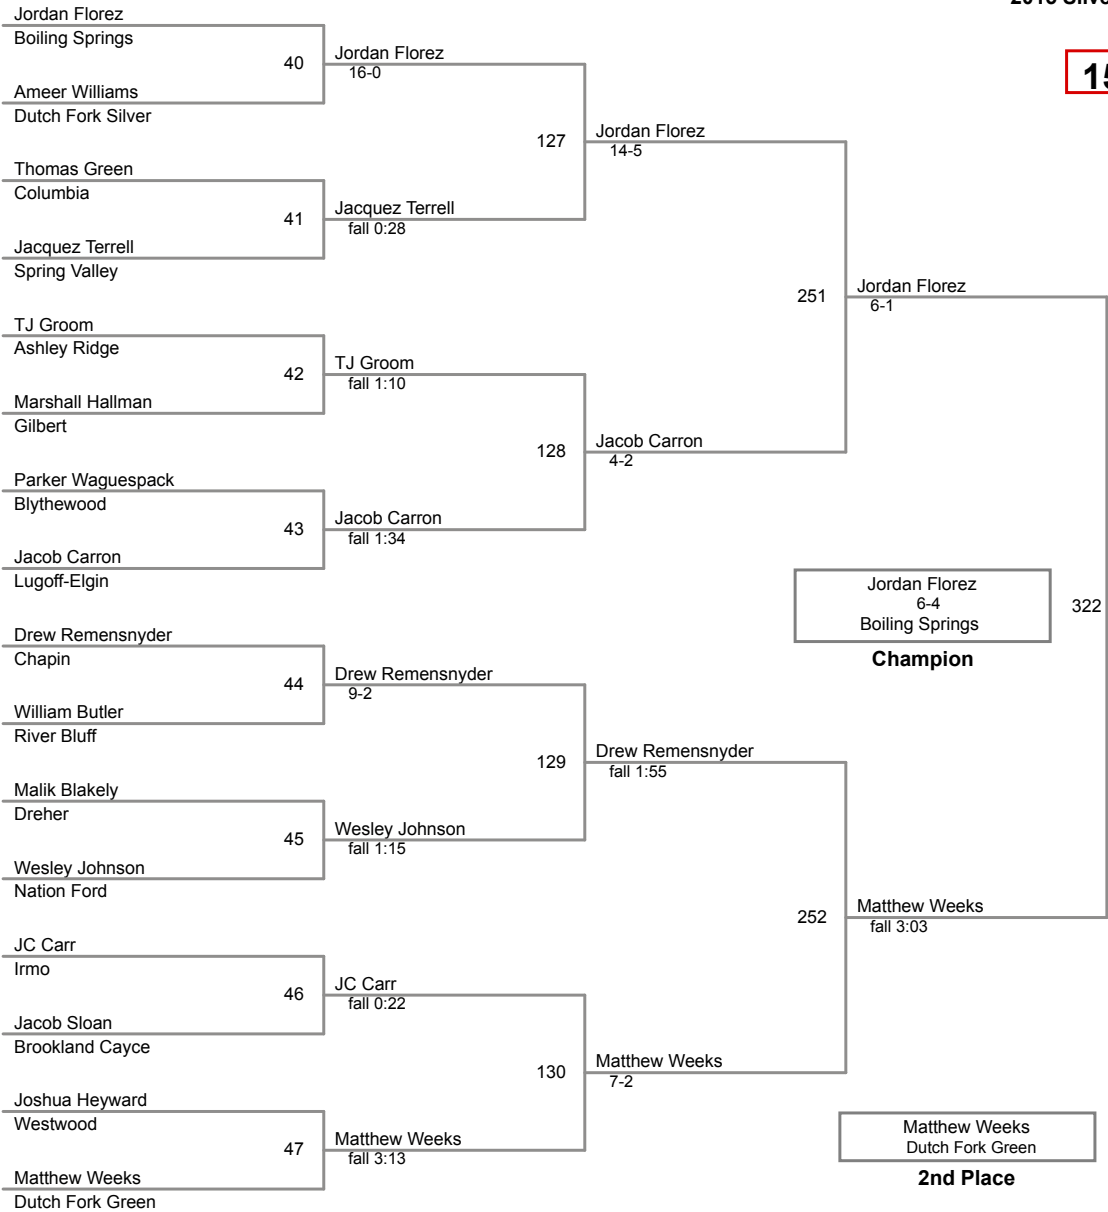 2018 Silve
Jordan Florez
Boiling Springs
40
Jordan Florez
16-0
15
Ameer Williams
Dutch Fork Silver
127
Jordan Florez
14-5
Thomas Green
Columbia
41
Jacquez Terrell
fall 0:28
Jacquez Terrell
Spring Valley
251
Jordan Florez
6-1
TJ Groom
Ashley Ridge
42
TJ Groom
fall 1:10
Marshall Hallman
Gilbert
128
Jacob Carron
4-2
Parker Waguespack
Blythewood
43
Jacob Carron
fall 1:34
Jacob Carron
Lugoff-Elgin
Jordan Florez
6-4
Boiling Springs
322
Champion
Drew Remensnyder
Chapin
44
Drew Remensnyder
9-2
William Butler
River Bluff
129
Drew Remensnyder
fall 1:55
Malik Blakely
Dreher
45
Wesley Johnson
fall 1:15
Wesley Johnson
Nation Ford
252
Matthew Weeks
fall 3:03
JC Carr
Irmo
46
JC Carr
fall 0:22
Jacob Sloan
Brookland Cayce
130
Matthew Weeks
7-2
Joshua Heyward
Westwood
47
Matthew Weeks
fall 3:13
Matthew Weeks
Dutch Fork Green
Matthew Weeks
Dutch Fork Green
2nd Place